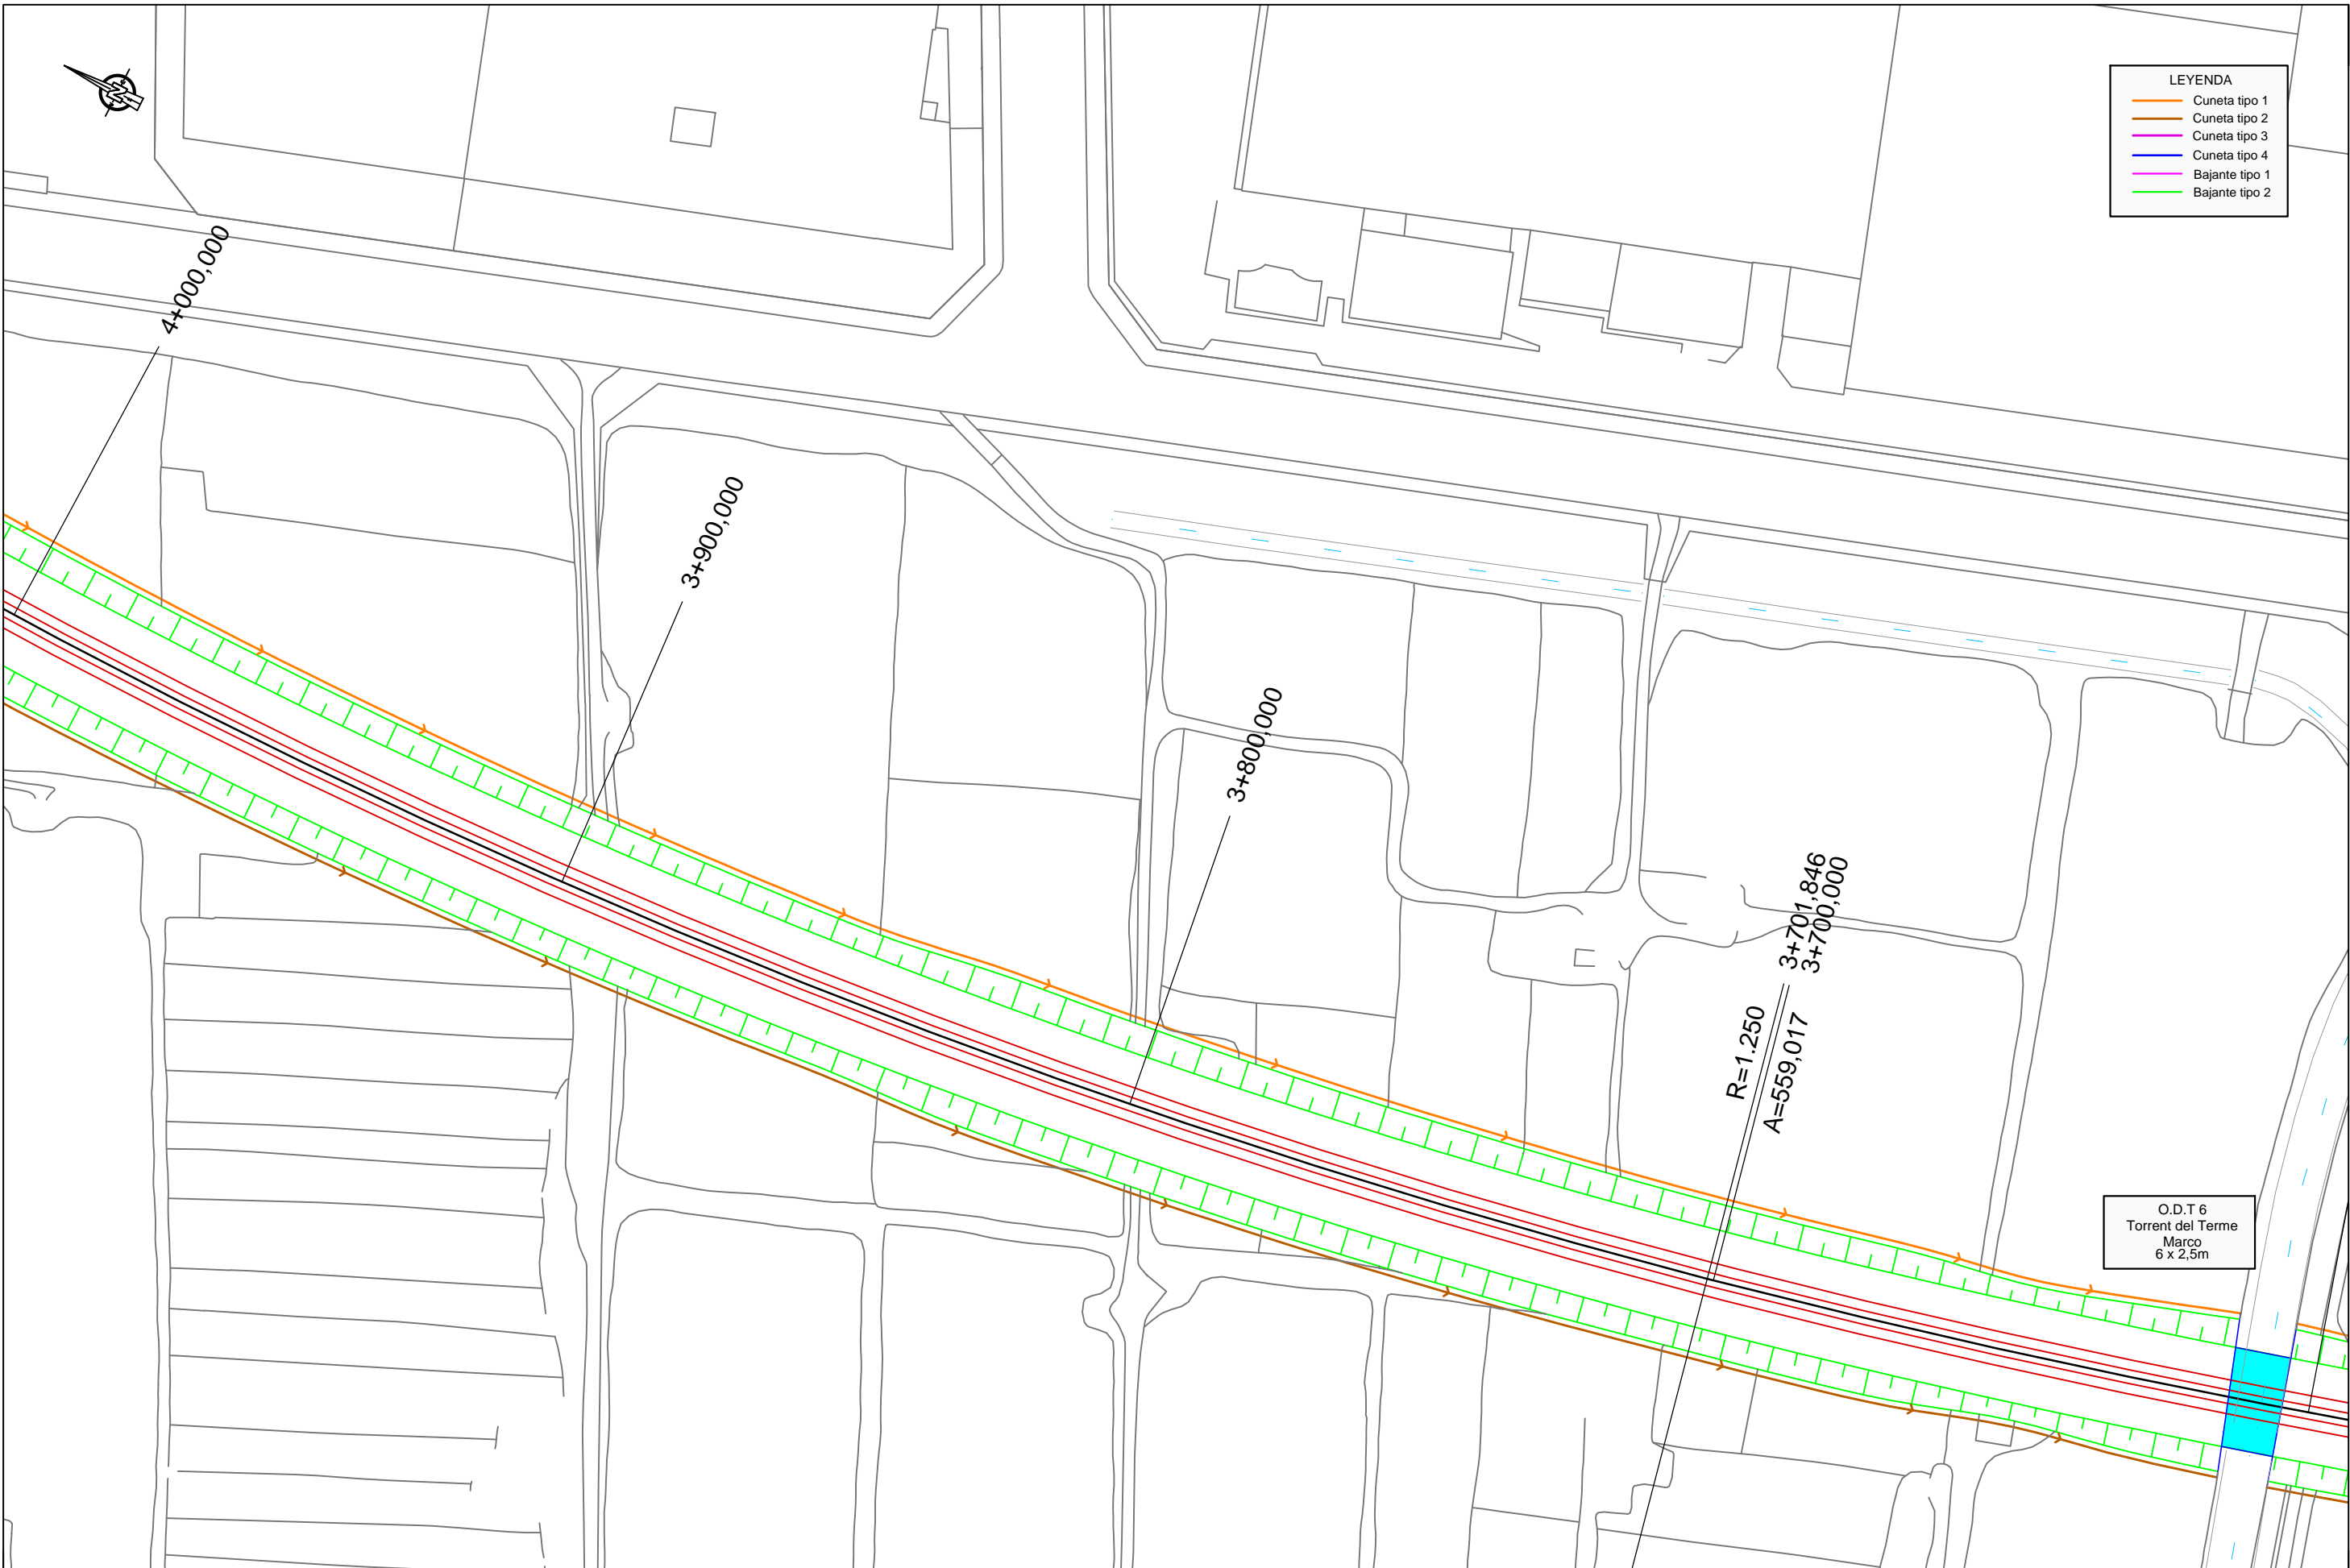 N
LEYENDA
Cuneta tipo 1
Cuneta tipo 2
Cuneta tipo 3
Cuneta tipo 4
Bajante tipo 1
Bajante tipo 2
4+000,000
3+900,000
3+800,000
3+701,846
3+700,000
R=1.250
A=559,017
O.D.T 6
Torrent del Terme
Marco
6 x 2,5m